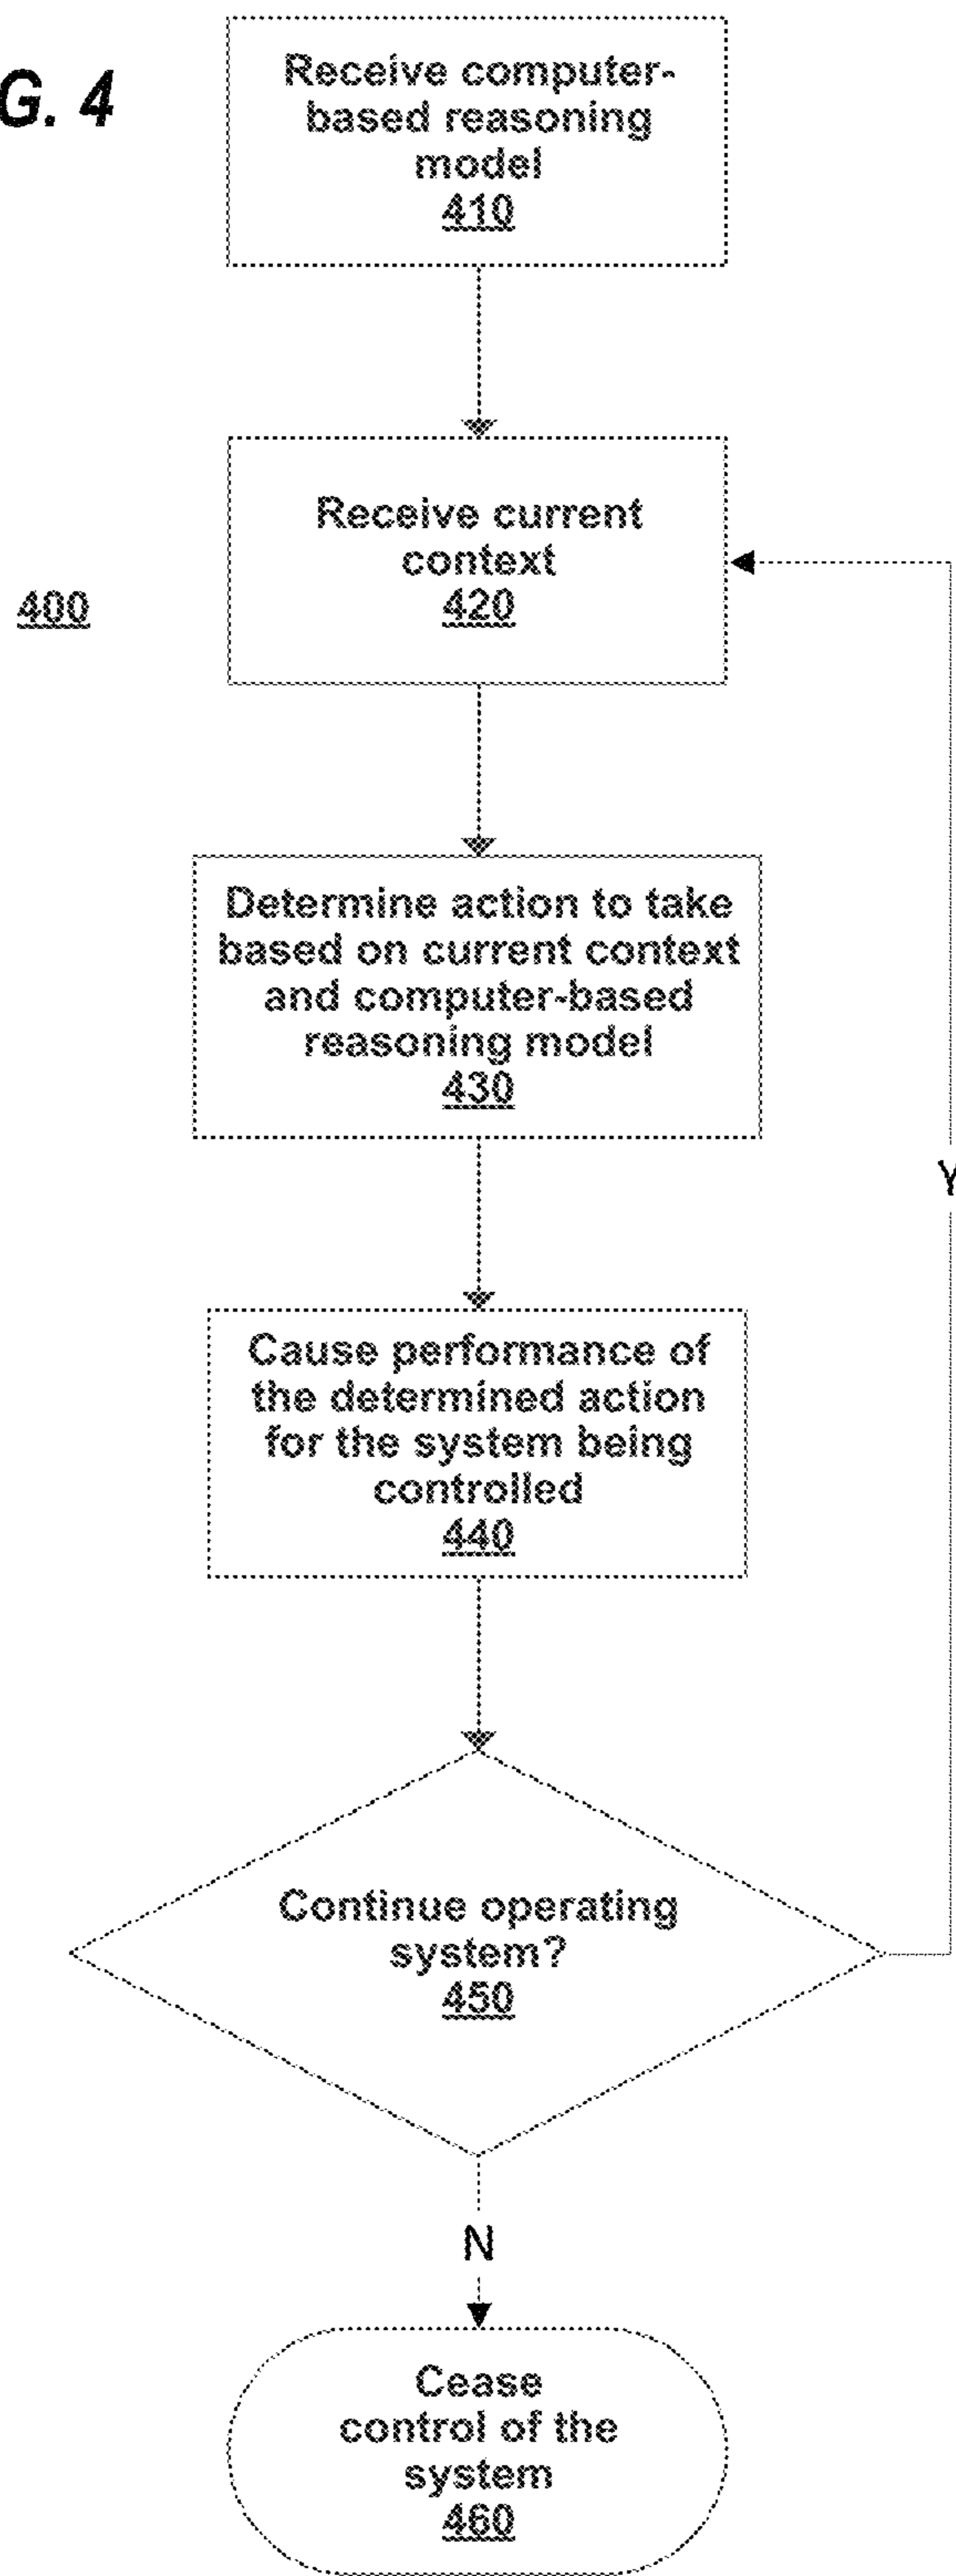 G. 4
Receive computer-
based reasoning
model
410
Receive current
context
420
400
Determine action to take
based on current context
and computer-based
reasoning model
430
Y
Cause performance of
the determined action
for the system being
controlled
440
Continue operating
system?
450
N
Cease
control of the
system
460